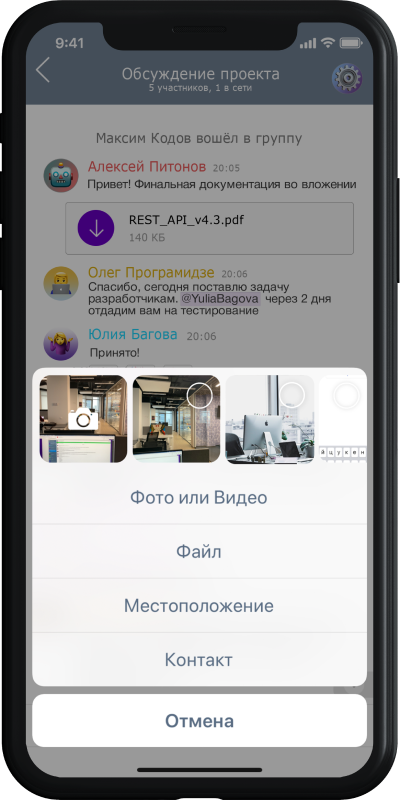 9:41
Обсуждение проекта
5 участников, 1 в сети
Максим Кодов вошёл в группу
Алексей Питонов 20:05
Привет! Финальная документация во вложении
REST_API_v4.3.pdf
140 КБ
Олег Програмидзе 20:06
Спасибо, сегодня поставлю задачу
разработчикам. @YuliaBagova через 2 дня
отдадим вам на тестирование
Юлия Багова 20:06
Принято!
й ц у к е н
Фото или Видео
Файл
Местоположение
Контакт
Отмена